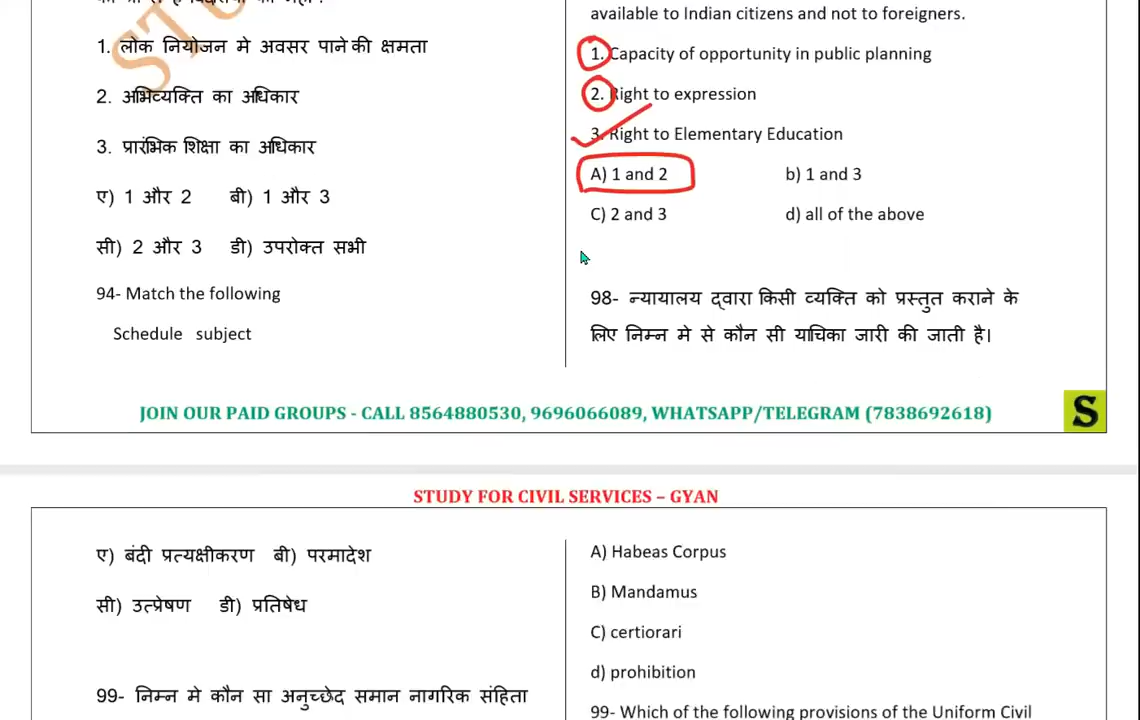 1. लोक नियोजन मे अवसर पाने की क्षमता
2. अभिव्यक्ति का अधिकार
3. प्रारंभिक शिक्षा का अधिकार
ए) 1 और 2 बी) 1 और 3
सी) 2 और 3 डी) उपरोक्त सभी
94- Match the following
Schedule subject
available to Indian citizens and not to foreigners.
1. Capacity of opportunity in public planning
2. Right to expression
3. Right to Elementary Education
A) 1 and 2 b) 1 and 3
C) 2 and 3 d) all of the above
98- न्यायालय द्वारा किसी व्यक्ति को प्रस्तुत कराने के
लिए निम्न मे से कौन सी याचिका जारी की जाती है।
JOIN OUR PAID GROUPS - CALL 8564880530, 9696066089, WHATSAPP/TELEGRAM (7838692618)
S
STUDY FOR CIVIL SERVICES – GYAN
ए) बंदी प्रत्यक्षीकरण बी) परमादेश
सी) उत्प्रेषण डी) प्रतिषेध
99- निम्न मे कौन सा अनुच्छेद समान नागरिक संहिता
A) Habeas Corpus
B) Mandamus
C) certiorari
d) prohibition
99- Which of the following provisions of the Uniform Civil